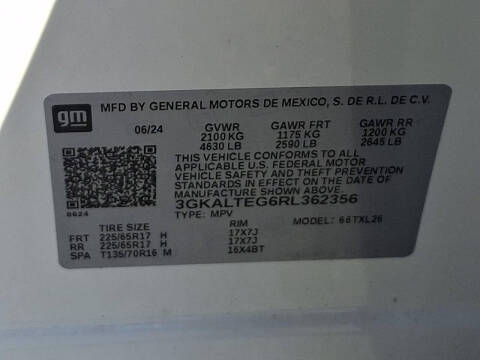 gm MFD BY GENERAL MOTORS DE MEXICO, S. DE R.L. DE C.V.
06/24 GVWR GAWR FRT GAWR RR
2100 KG 1175 KG 1200 KG
4630 LB 2590 LB 2645 LB
THIS VEHICLE CONFORMS TO ALL
APPLICABLE U.S. FEDERAL MOTOR
VEHICLE SAFETY AND THEFT PREVENTION
STANDARDS IN EFFECT ON THE DATE OF
MANUFACTURE SHOWN ABOVE.
3GKALTEG6RL362356
0624 TYPE: MPV MODEL: 66TXL26
TIRE SIZE RIM
FRT 225/65R17 H 17X7J
RR 225/65R17 H 17X7J
SPA T135/70R16 M 16X4BT